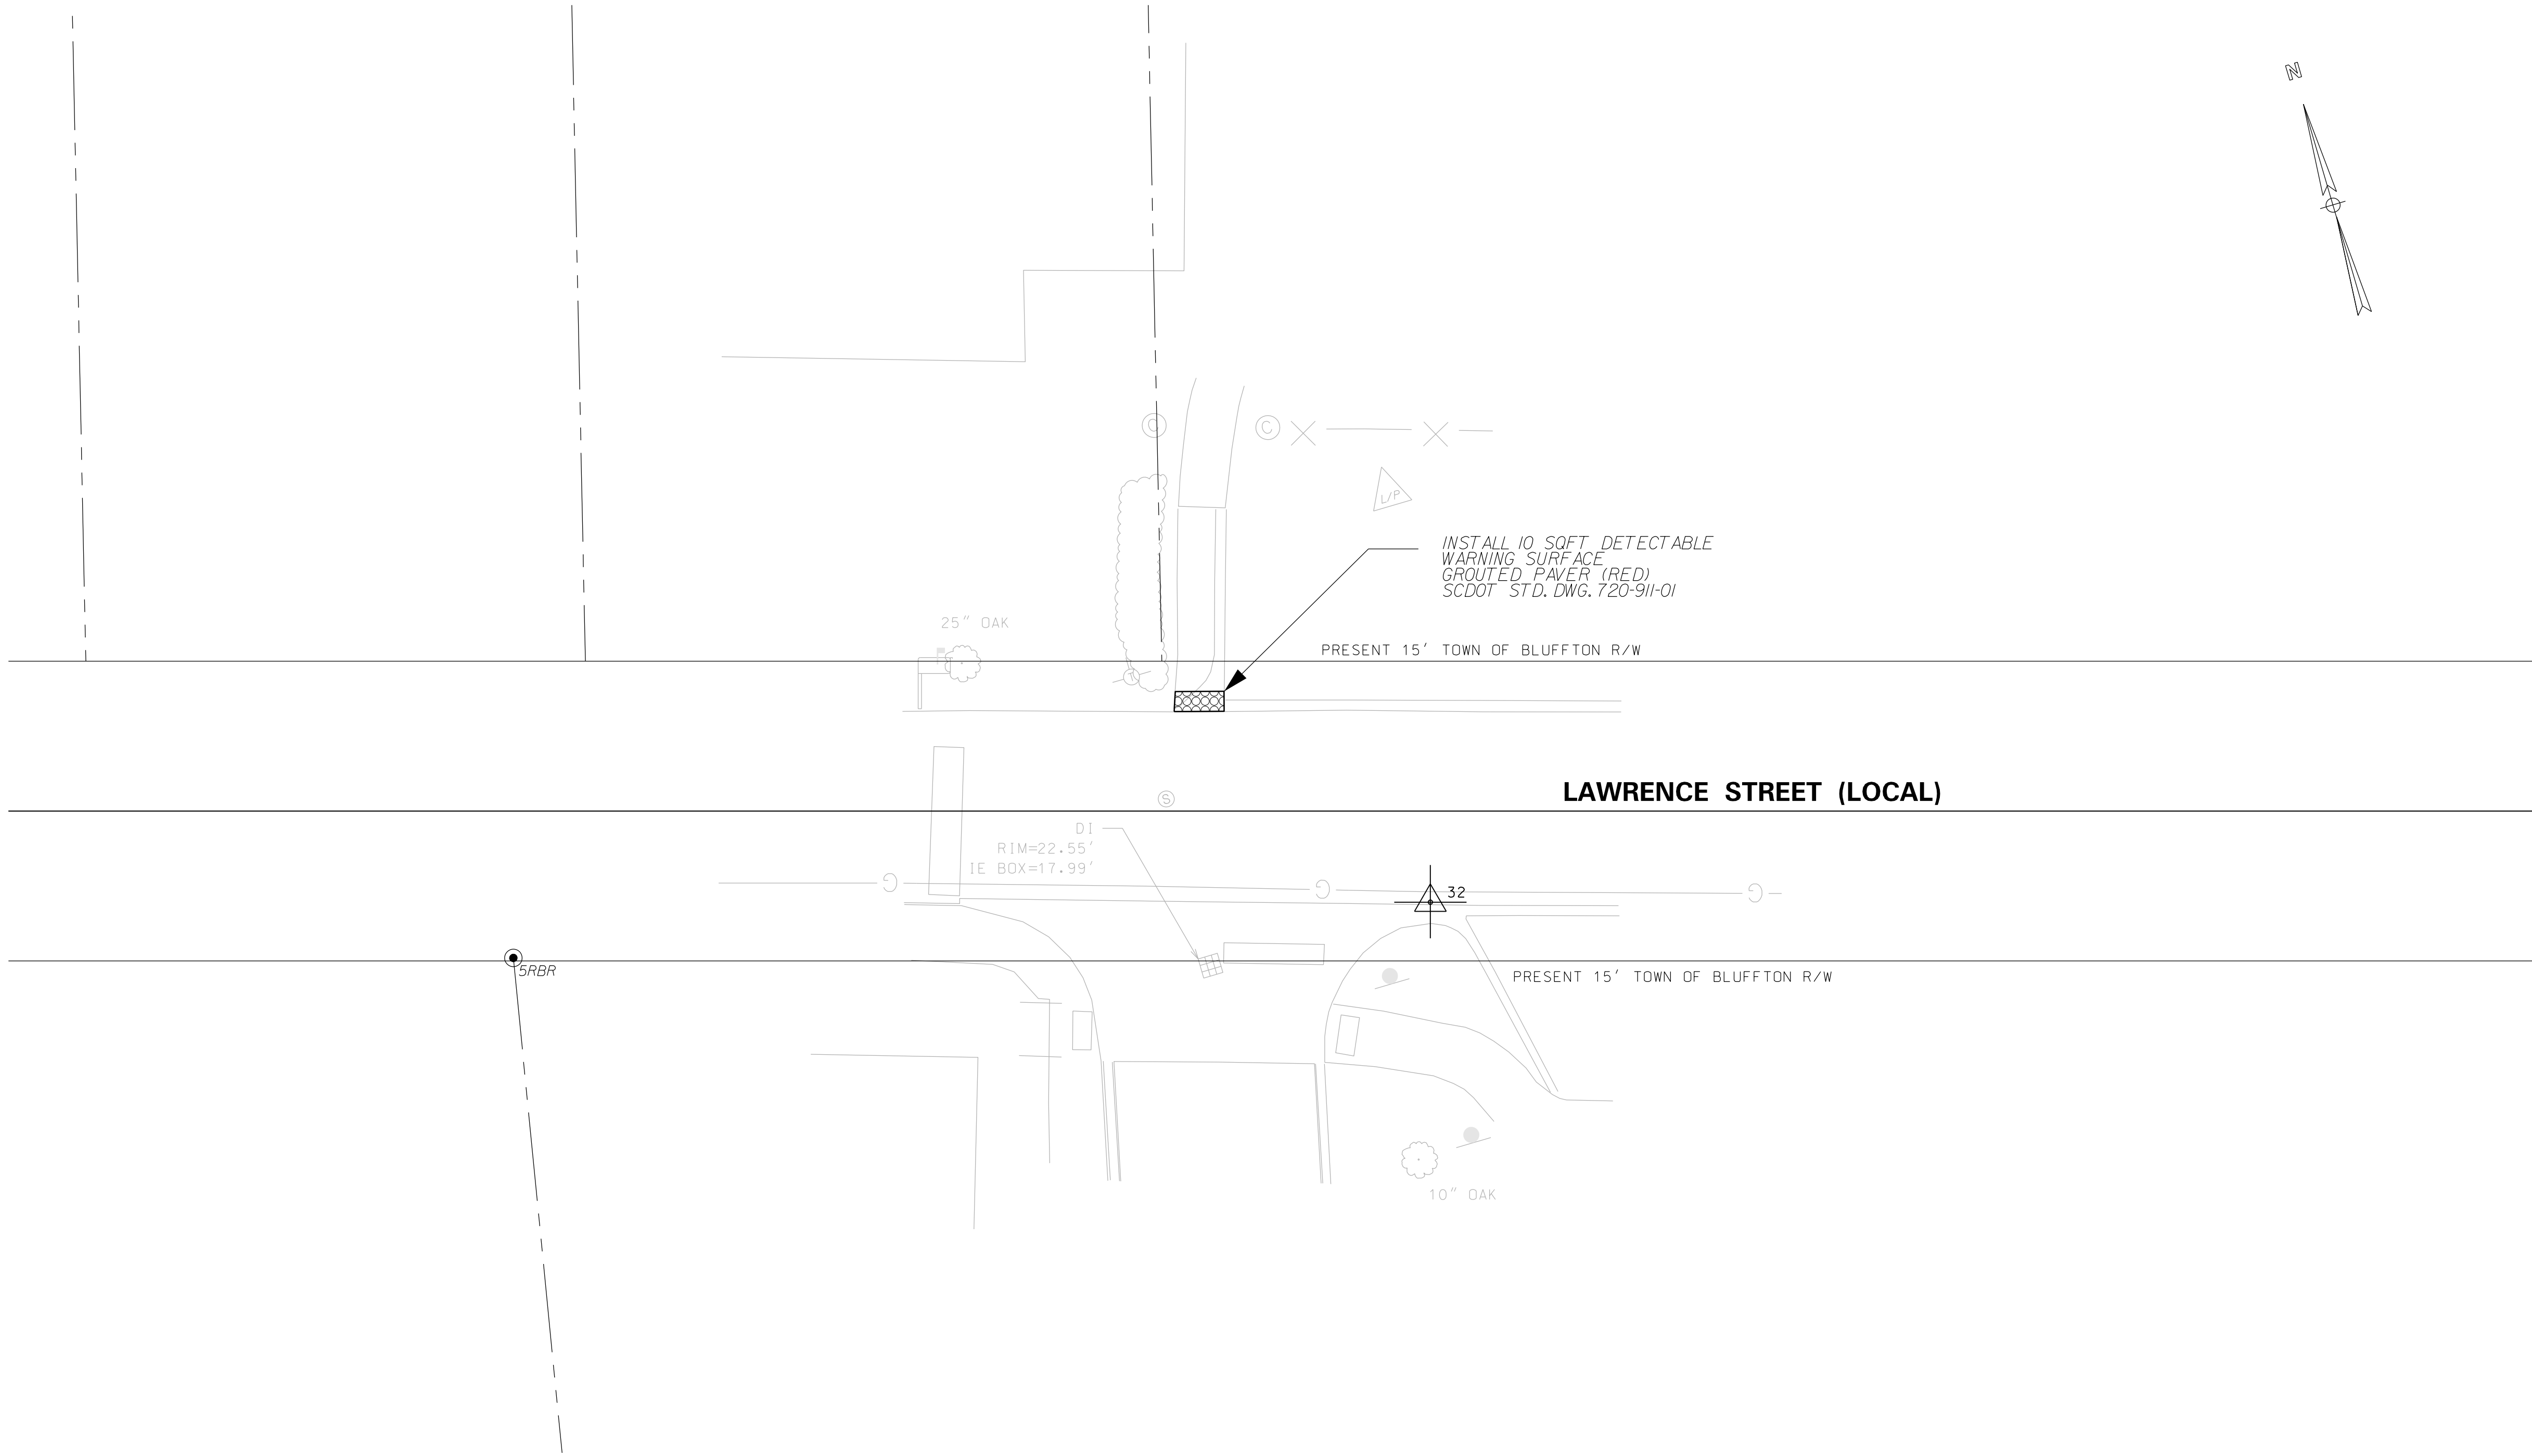 N
C
C
L/P
INSTALL 10 SQFT DETECTABLE
WARNING SURFACE
GROUTED PAVER (RED)
SCDOT STD. DWG. 720-911-01
25" OAK
PRESENT 15' TOWN OF BLUFFTON R/W
T
LAWRENCE STREET (LOCAL)
S
DI
RIM=22.55'
IE BOX=17.99'
G
G
G
32
5RBR
PRESENT 15' TOWN OF BLUFFTON R/W
10" OAK